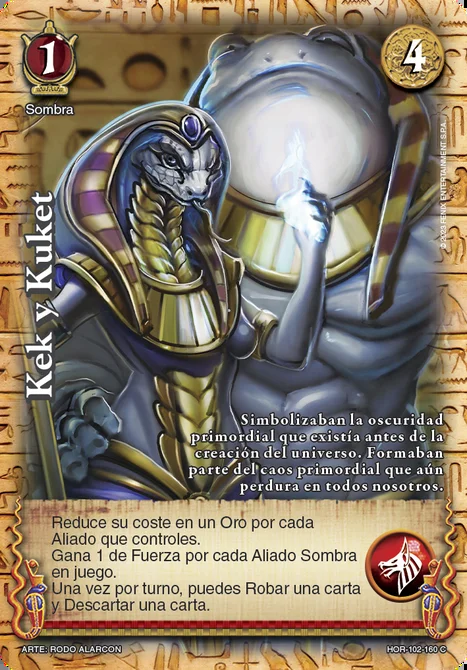 1
4
Sombra
© 2023 FENIX ENTERTAINMENT S.P.A.
Kek y Kuket
Simbolizaban la oscuridad
primordial que existía antes de la
creación del universo. Formaban
parte del caos primordial que aún
perdura en todos nosotros.
Reduce su coste en un Oro por cada
Aliado que controles.
Gana 1 de Fuerza por cada Aliado Sombra
en juego.
Una vez por turno, puedes Robar una carta
y Descartar una carta.
ARTE: RODO ALARCON
HOR-102-160 C